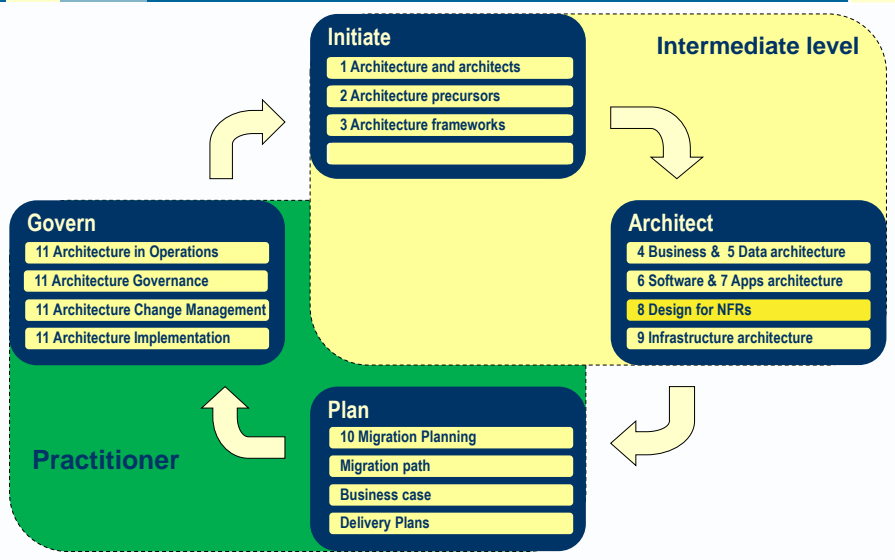 Initiate
1 Architecture and architects
2 Architecture precursors
3 Architecture frameworks
Intermediate level
Govern
11 Architecture in Operations
11 Architecture Governance
11 Architecture Change Management
11 Architecture Implementation
Architect
4 Business &  5 Data architecture
6 Software & 7 Apps architecture
8 Design for NFRs
9 Infrastructure architecture
Plan
10 Migration Planning
Migration path
Business case
Delivery Plans
Practitioner